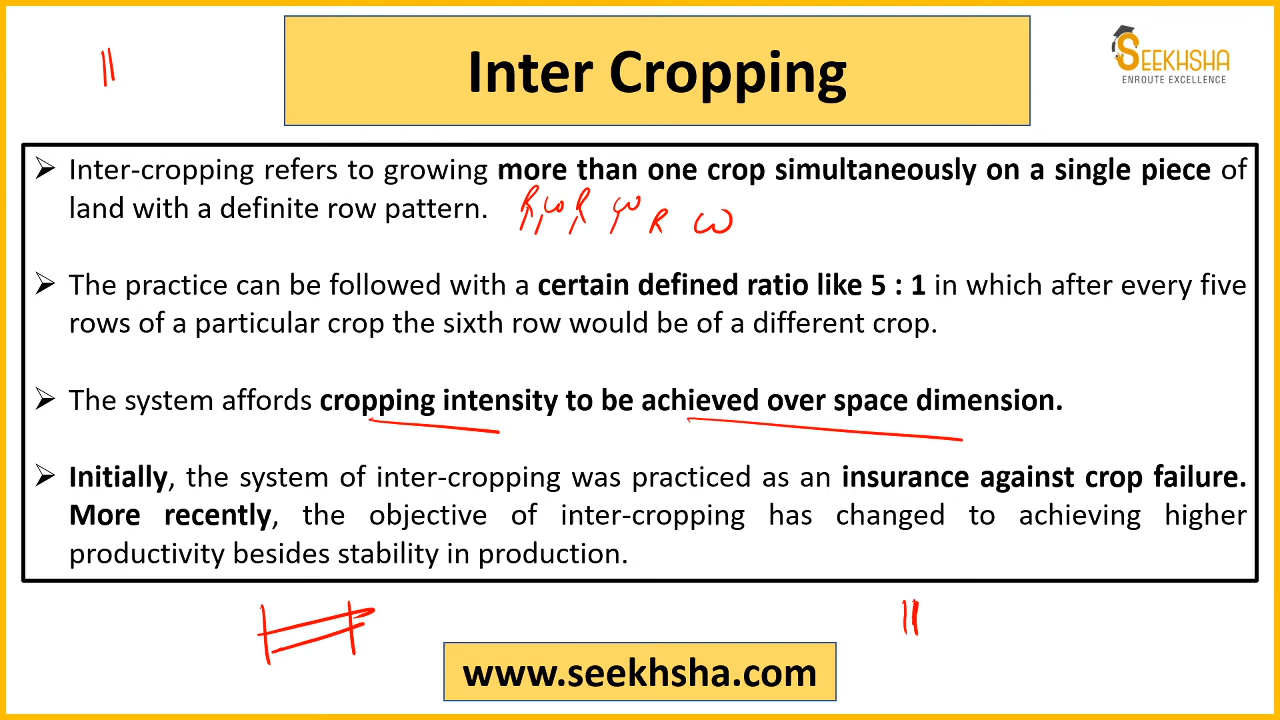 Inter Cropping
SEEKHSHA
ENROUTE EXCELLENCE
➢ Inter-cropping refers to growing more than one crop simultaneously on a single piece of
land with a definite row pattern.
R W R W R W
➢ The practice can be followed with a certain defined ratio like 5 : 1 in which after every five
rows of a particular crop the sixth row would be of a different crop.
➢ The system affords cropping intensity to be achieved over space dimension.
➢ Initially, the system of inter-cropping was practiced as an insurance against crop failure.
More recently, the objective of inter-cropping has changed to achieving higher
productivity besides stability in production.
www.seekhsha.com